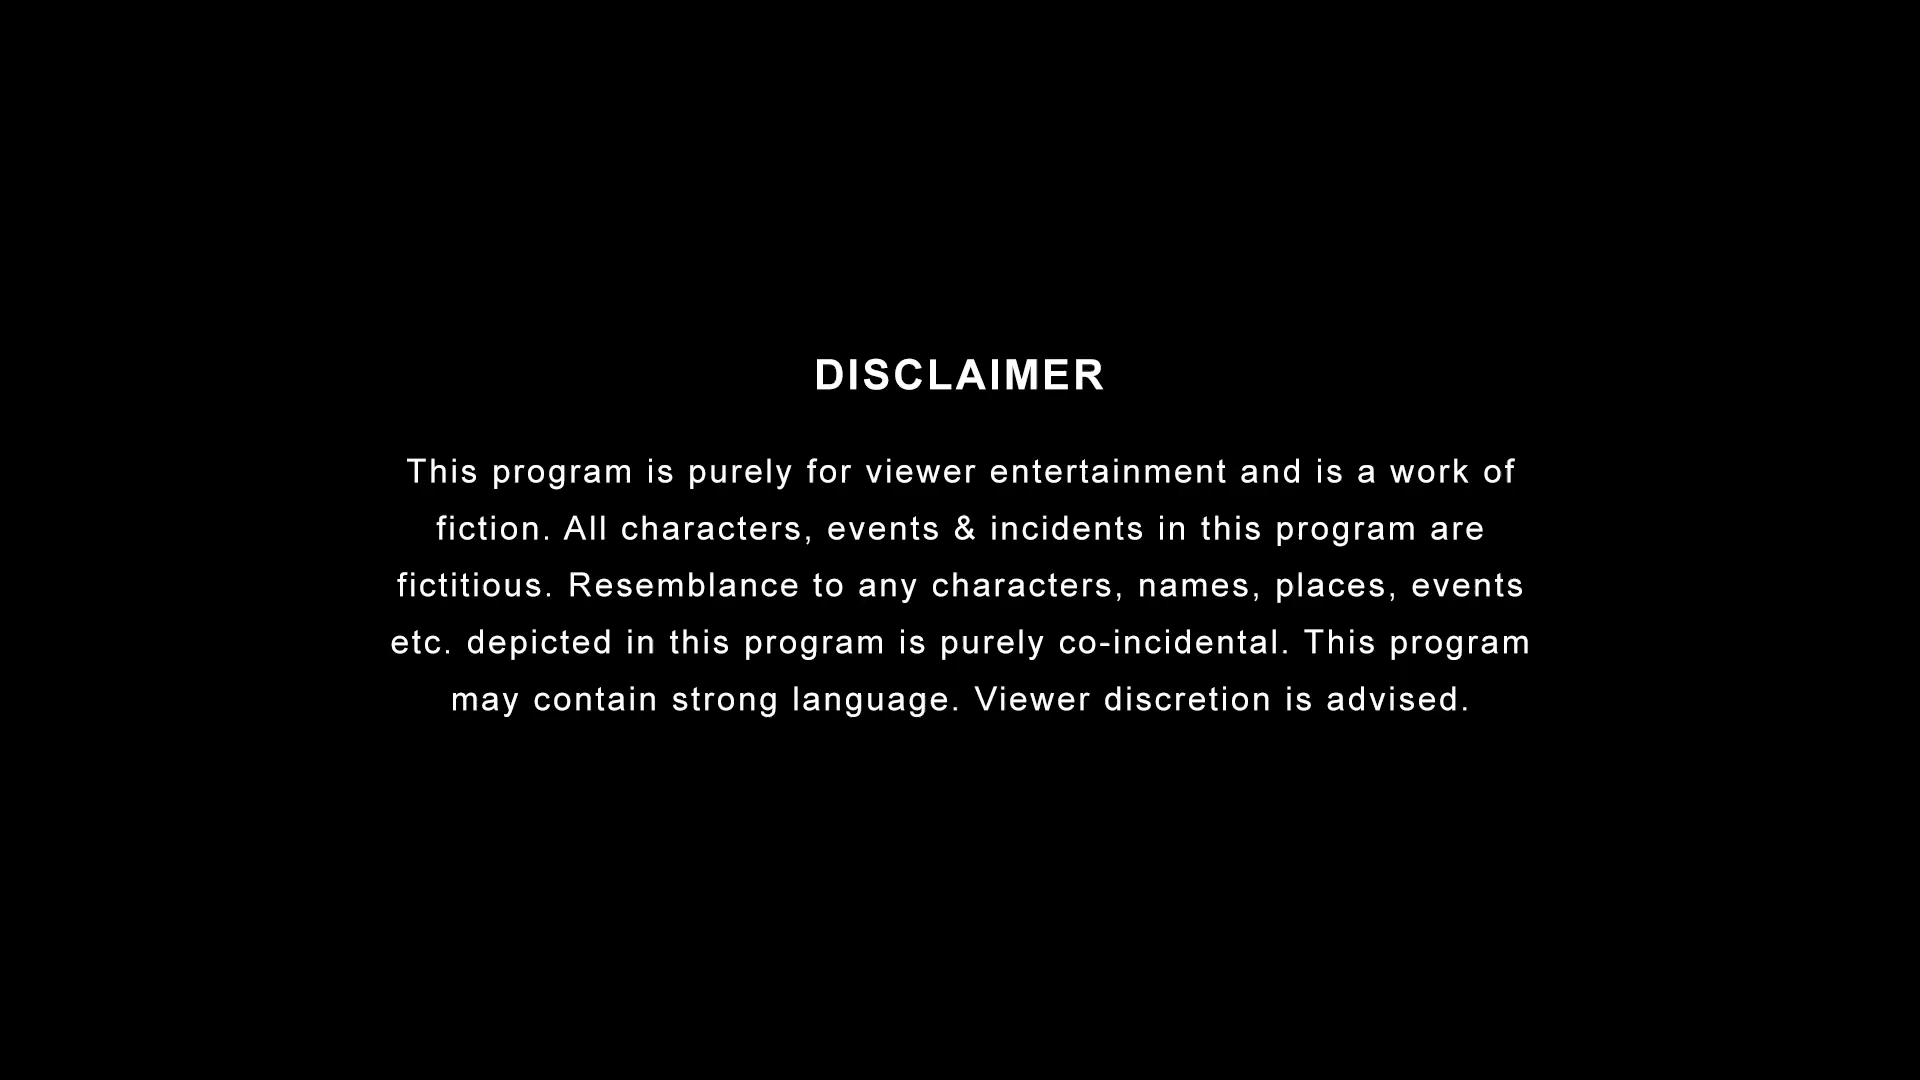 DISCLAIMER
This program is purely for viewer entertainment and is a work of
fiction. All characters, events & incidents in this program are
fictitious. Resemblance to any characters, names, places, events
etc. depicted in this program is purely co-incidental. This program
may contain strong language. Viewer discretion is advised.